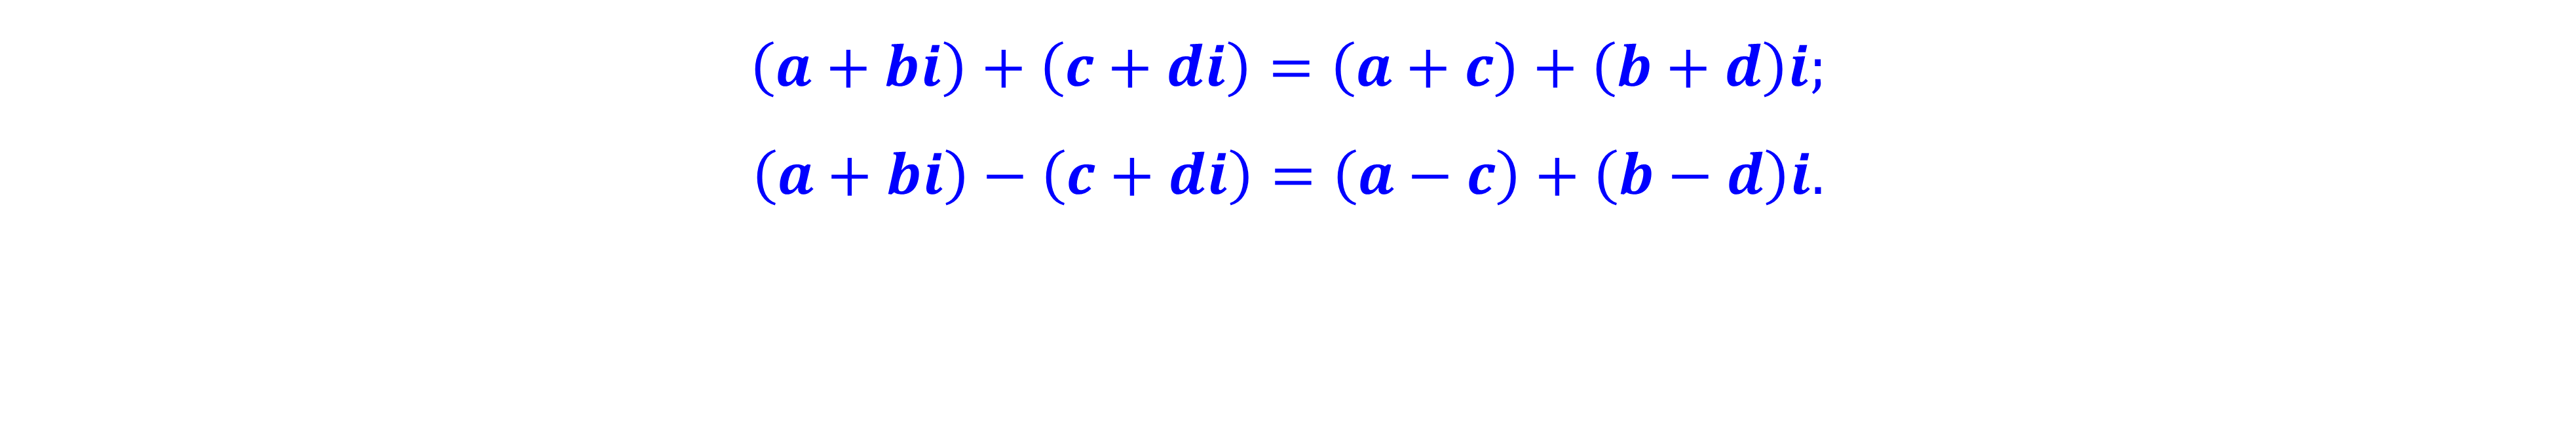 (a + bi) + (c + di) = (a + c) + (b + d)i;
(a + bi) − (c + di) = (a − c) + (b − d)i.